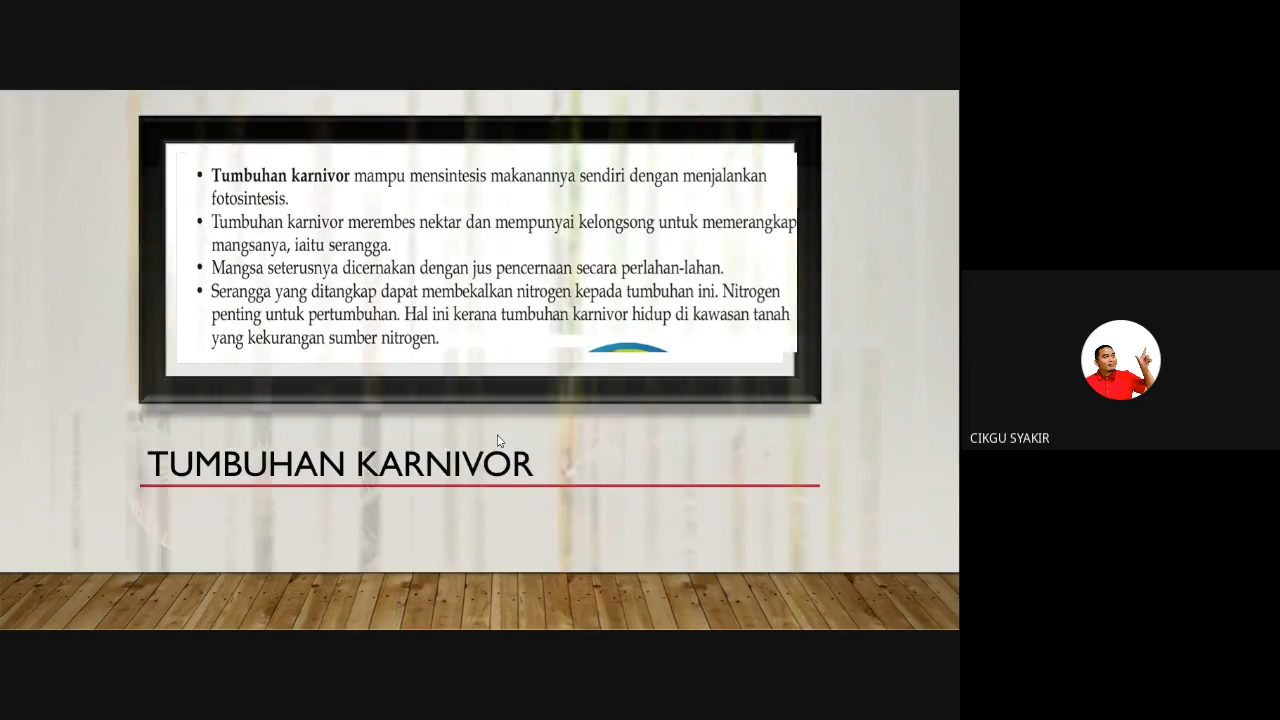 • Tumbuhan karnivor mampu mensintesis makanannya sendiri dengan menjalankan
fotosintesis.
• Tumbuhan karnivor merembes nektar dan mempunyai kelongsong untuk memerangkap
mangsanya, iaitu serangga.
• Mangsa seterusnya dicernakan dengan jus pencernaan secara perlahan-lahan.
• Serangga yang ditangkap dapat membekalkan nitrogen kepada tumbuhan ini. Nitrogen
penting untuk pertumbuhan. Hal ini kerana tumbuhan karnivor hidup di kawasan tanah
yang kekurangan sumber nitrogen.
TUMBUHAN KARNIVOR
CIKGU SYAKIR